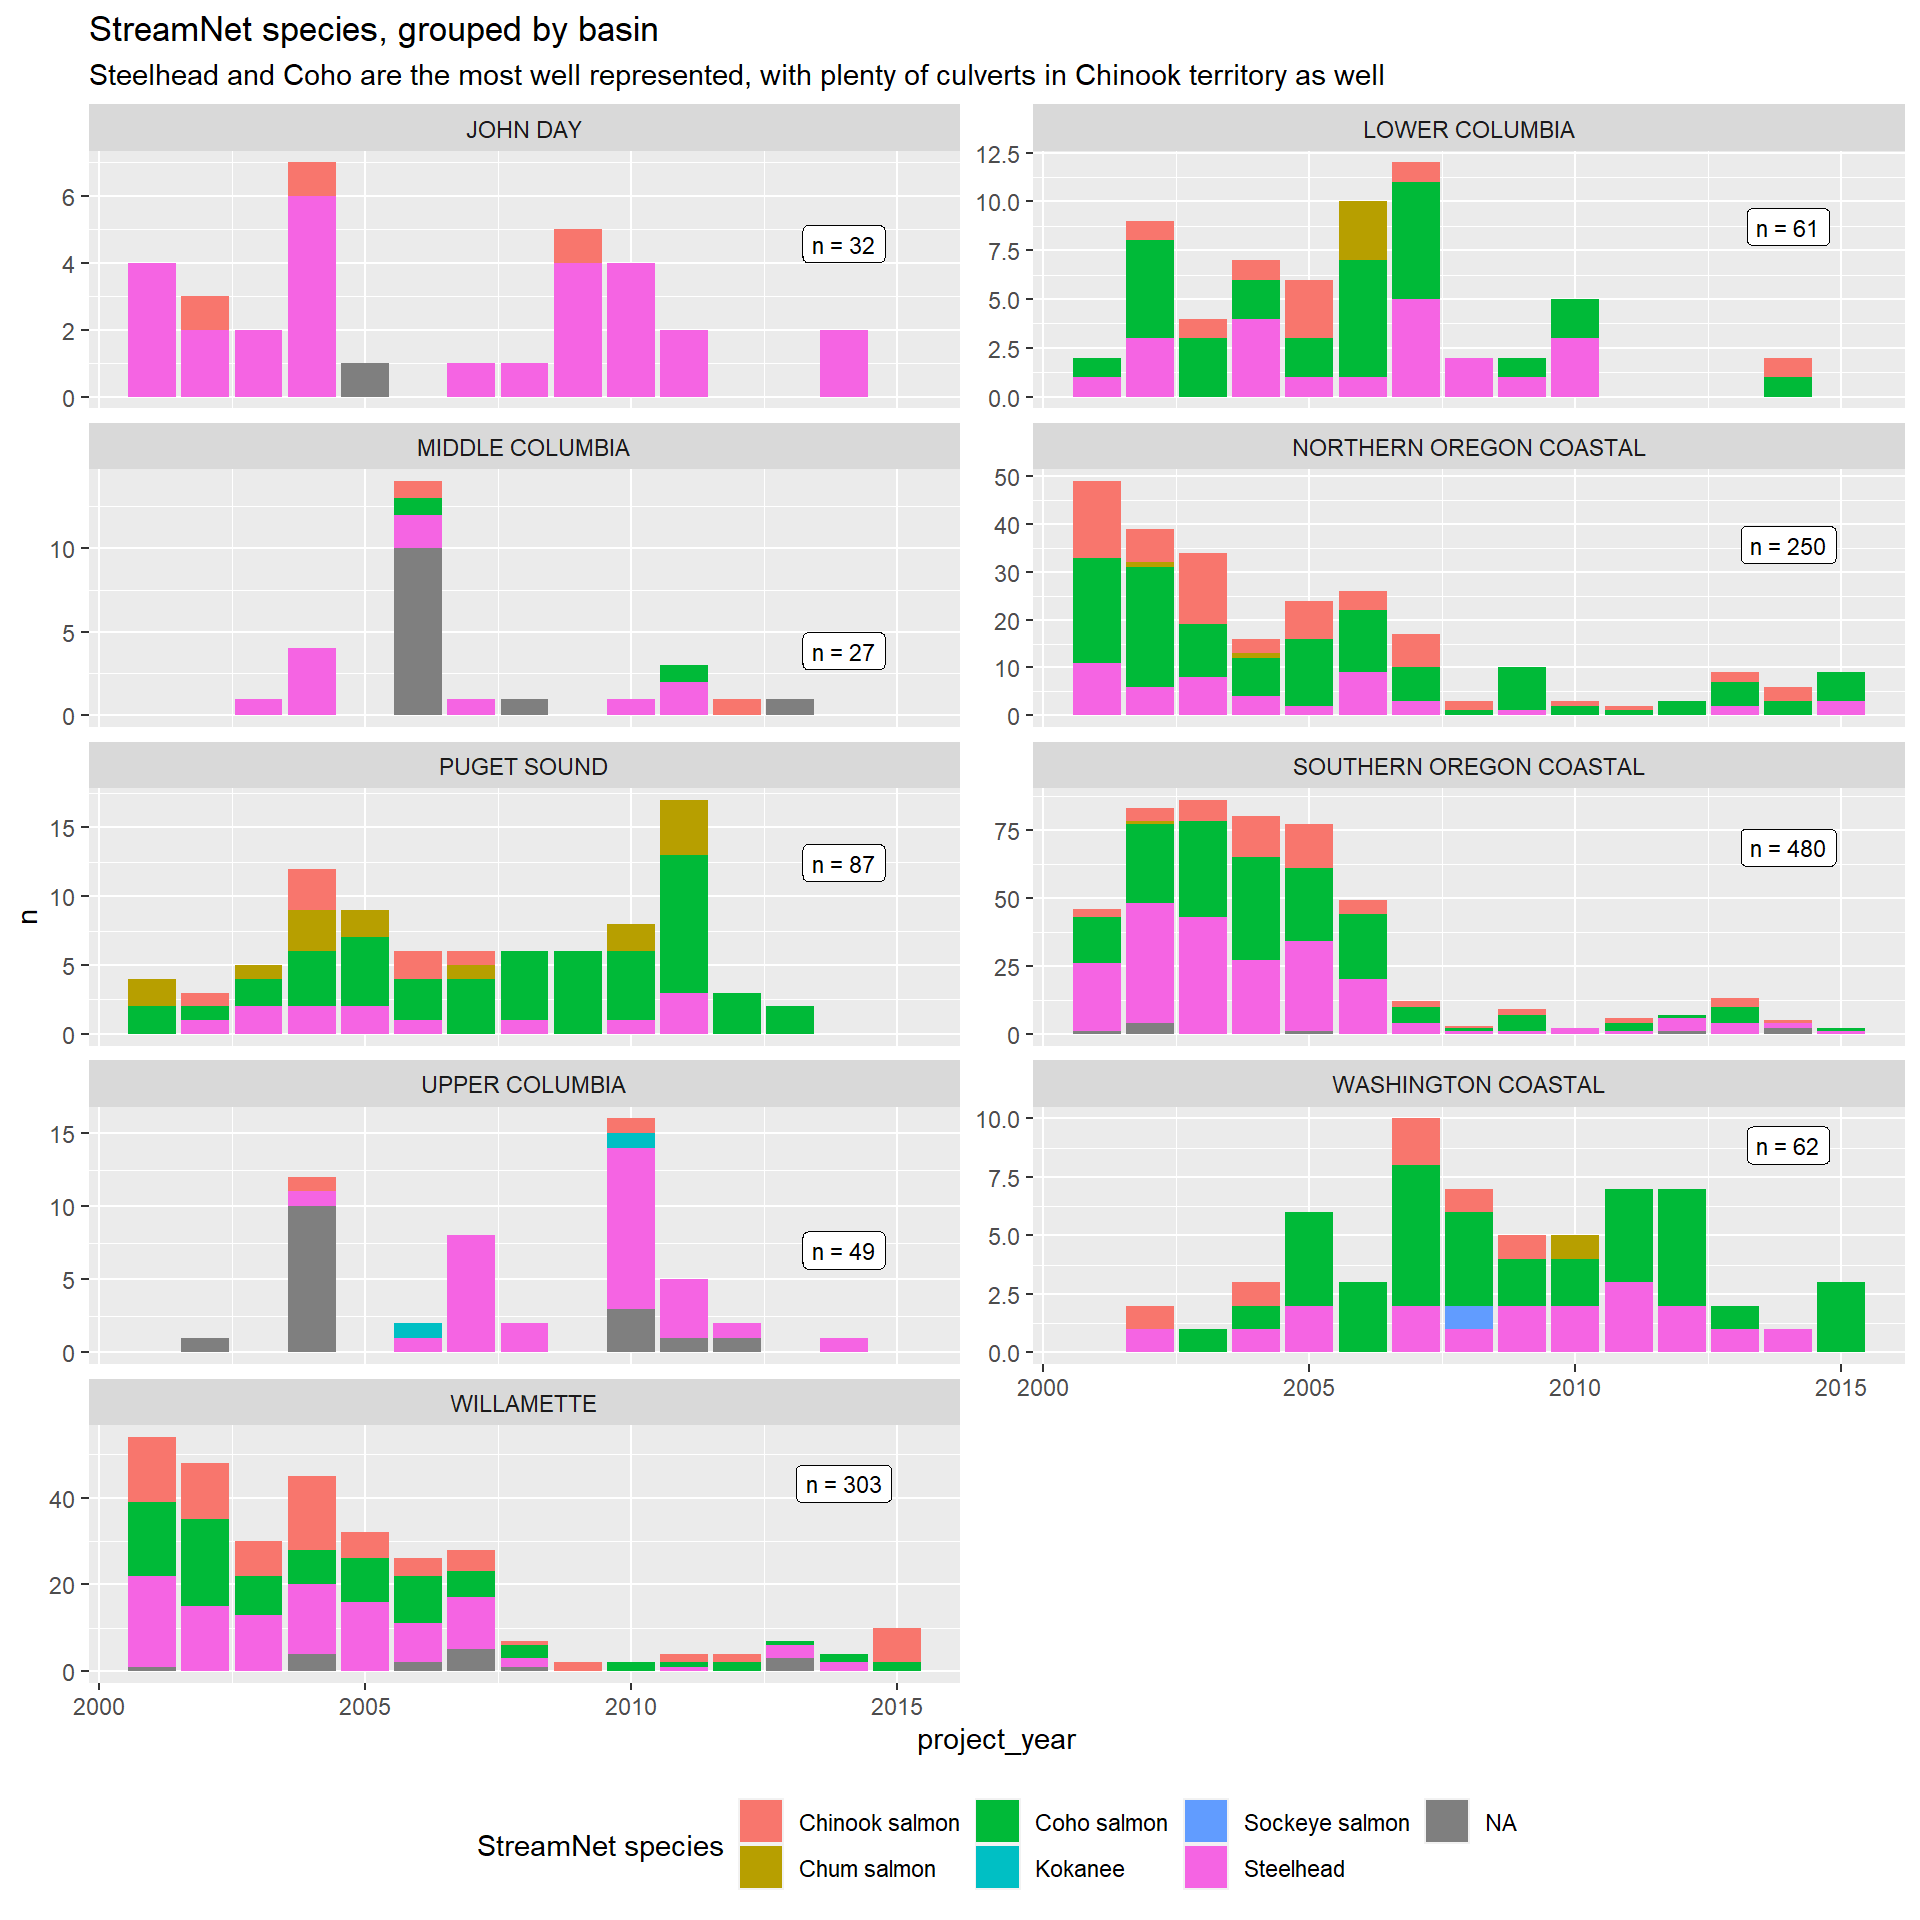 StreamNet species, grouped by basin
Steelhead and Coho are the most well represented, with plenty of culverts in Chinook territory as well
JOHN DAY
6
4
2
0
n = 32
LOWER COLUMBIA
12.5
10.0
7.5
5.0
2.5
0.0
n = 61
MIDDLE COLUMBIA
10
5
0
n = 27
NORTHERN OREGON COASTAL
50
40
30
20
10
0
n = 250
PUGET SOUND
15
10
5
0
n = 87
SOUTHERN OREGON COASTAL
75
50
25
0
n = 480
n
UPPER COLUMBIA
15
10
5
0
n = 49
WASHINGTON COASTAL
10.0
7.5
5.0
2.5
0.0
n = 62
2000 2005 2010 2015
WILLAMETTE
40
20
0
n = 303
2000 2005 2010 2015
project_year
StreamNet species
Chinook salmon
Chum salmon
Coho salmon
Kokanee
Sockeye salmon
Steelhead
NA